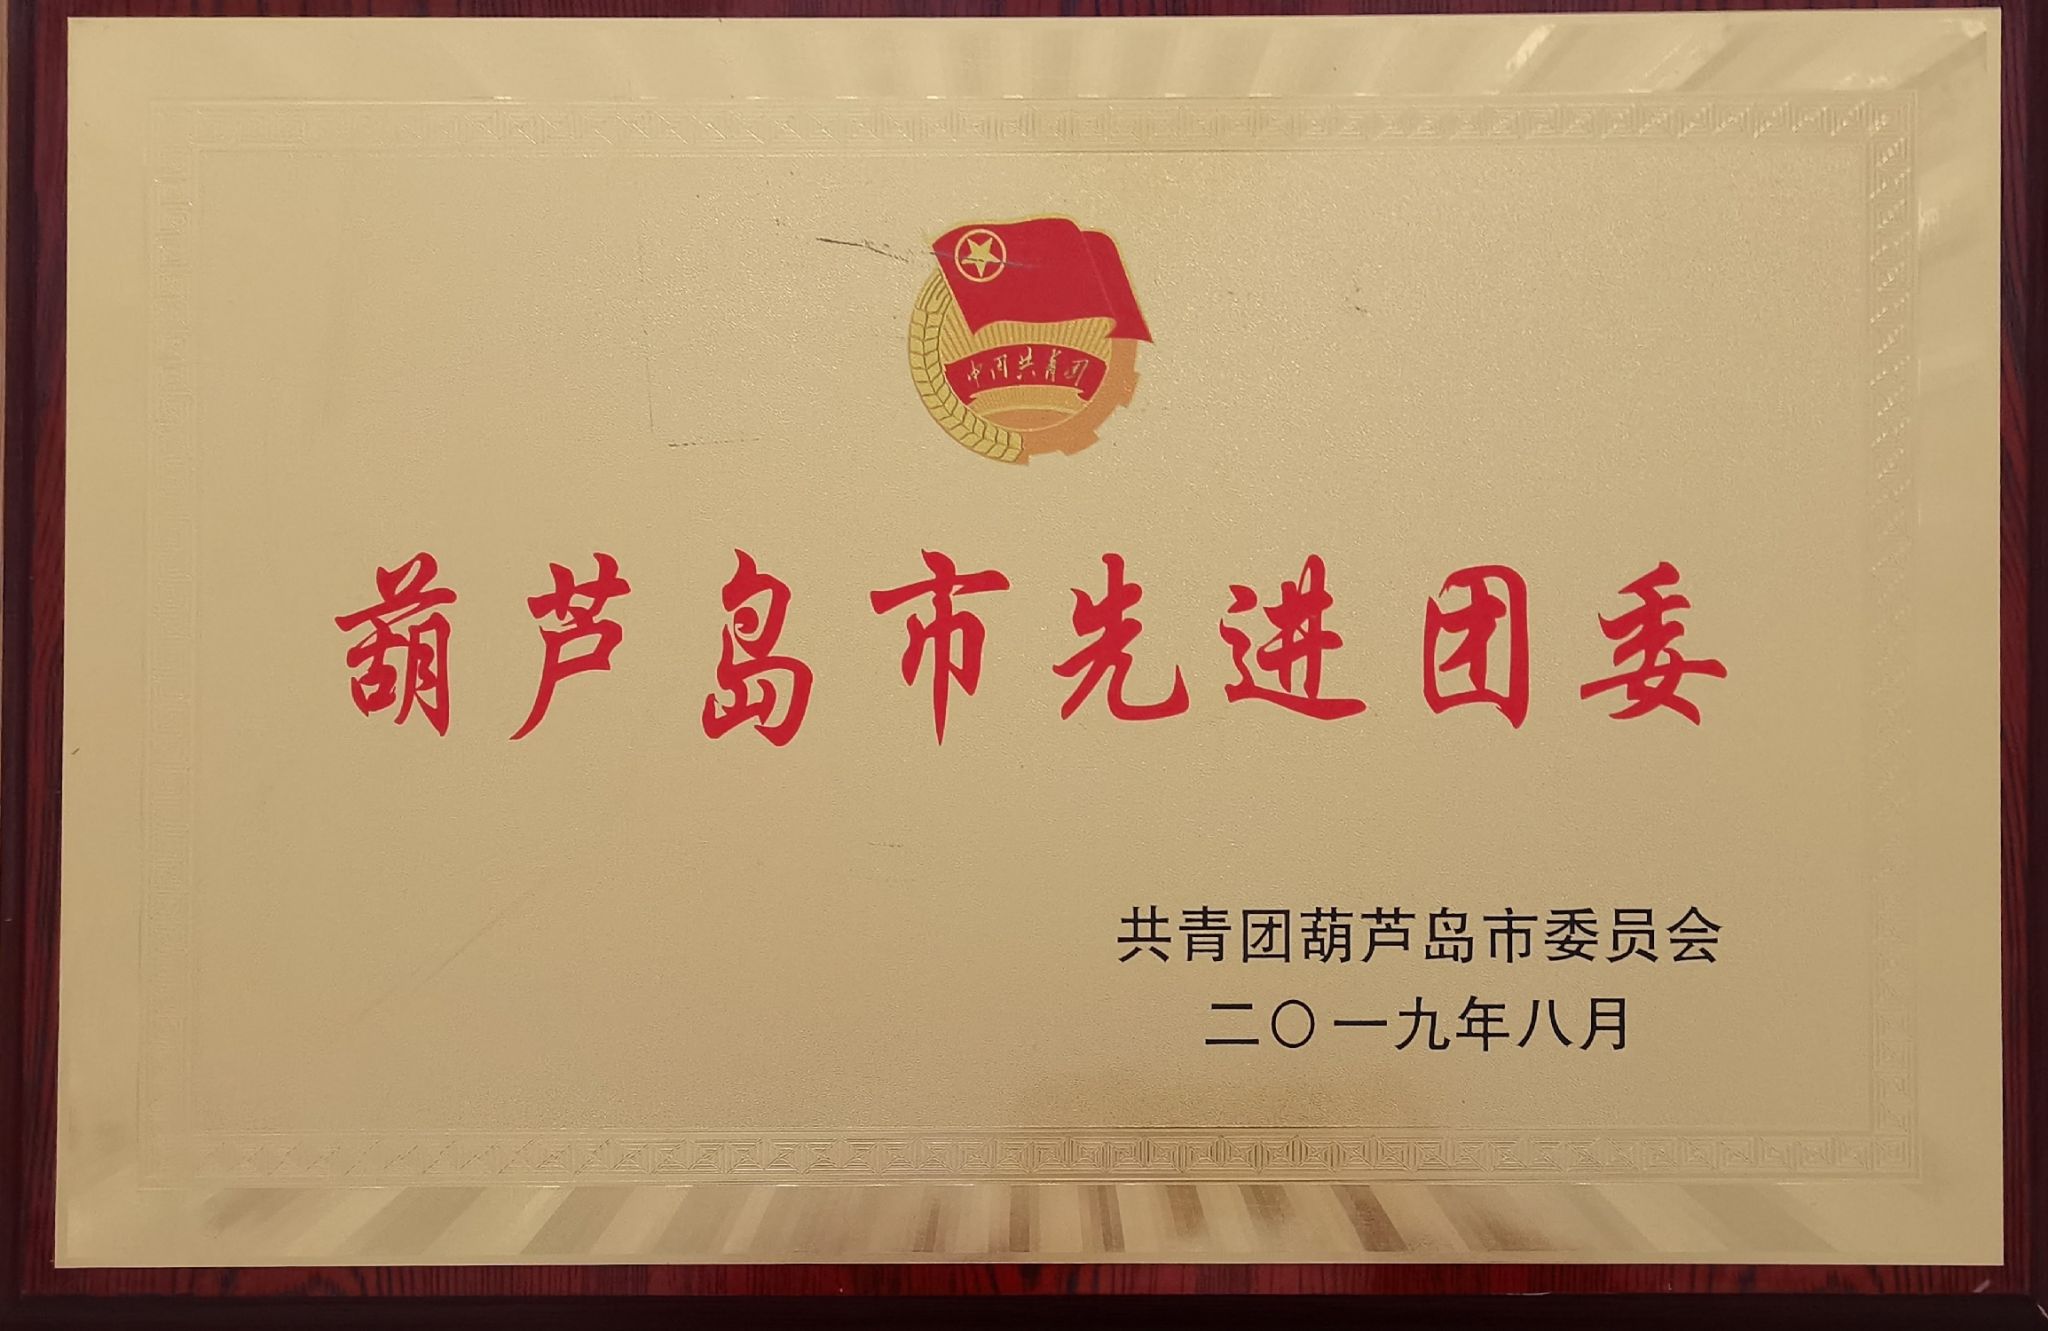 中国共青团
葫芦岛市先进团委
共青团葫芦岛市委员会
二〇一九年八月